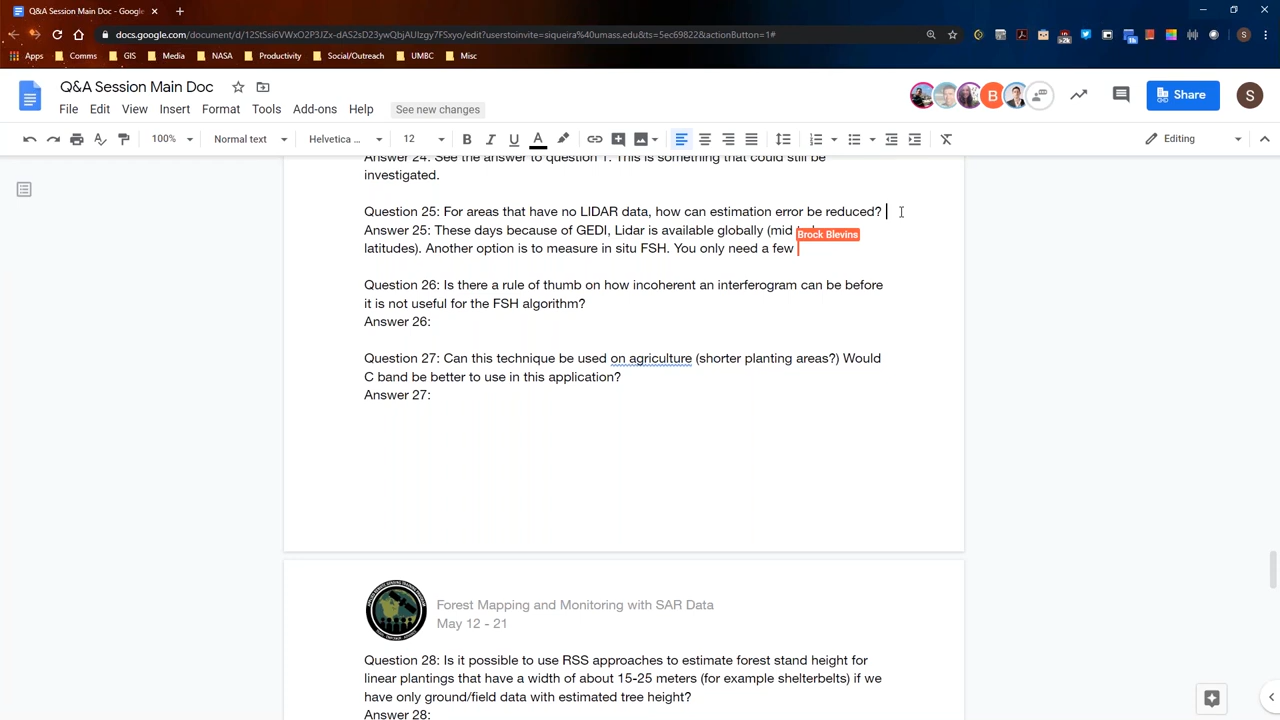 Q&A Session Main Doc - Google
docs.google.com/document/d/12StSsi6VWxO2P3JZx-dAS2sD23ywQbjAUIzgy7FSxyo/edit?userstoinvite=siqueira%40umass.edu&ts=5ec69822&actionButton=1#
Apps Comms GIS Media NASA Productivity Social/Outreach UMBC Misc
Q&A Session Main Doc
B
Share
S
File Edit View Insert Format Tools Add-ons Help See new changes
100% Normal text Helvetica ... 12 B I U A Editing
Answer 24: See the answer to question 1. This is something that could still be
investigated.
Question 25: For areas that have no LIDAR data, how can estimation error be reduced?
Answer 25: These days because of GEDI, Lidar is available globally (mid
Brock Blevins
latitudes). Another option is to measure in situ FSH. You only need a few
Question 26: Is there a rule of thumb on how incoherent an interferogram can be before
it is not useful for the FSH algorithm?
Answer 26:
Question 27: Can this technique be used on agriculture (shorter planting areas?) Would
C band be better to use in this application?
Answer 27:
Forest Mapping and Monitoring with SAR Data
May 12 - 21
Question 28: Is it possible to use RSS approaches to estimate forest stand height for
linear plantings that have a width of about 15-25 meters (for example shelterbelts) if we
have only ground/field data with estimated tree height?
Answer 28: